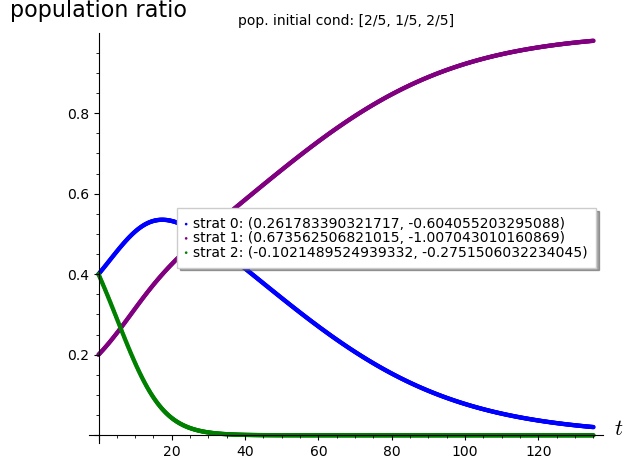 population ratio
pop. initial cond: [2/5, 1/5, 2/5]
0.8
0.6
strat 0: (0.261783390321717, -0.604055203295088)
strat 1: (0.673562506821015, -1.007043010160869)
strat 2: (-0.1021489524939332, -0.2751506032234045)
0.4
0.2
t
20 40 60 80 100 120